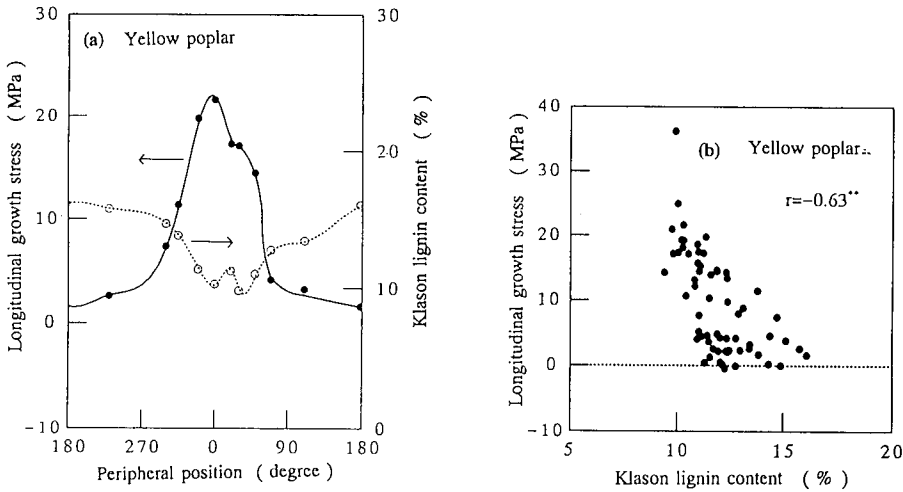 (a) Yellow poplar
Longitudinal growth stress ( MPa )
30
20
10
0
-10
30
20
10
0
Klason lignin content ( % )
180 270 0 90 180
Peripheral position ( degree )
(b) Yellow poplar
r=-0.63**
Longitudinal growth stress ( MPa )
40
30
20
10
0
-10
5 10 15 20
Klason lignin content ( % )